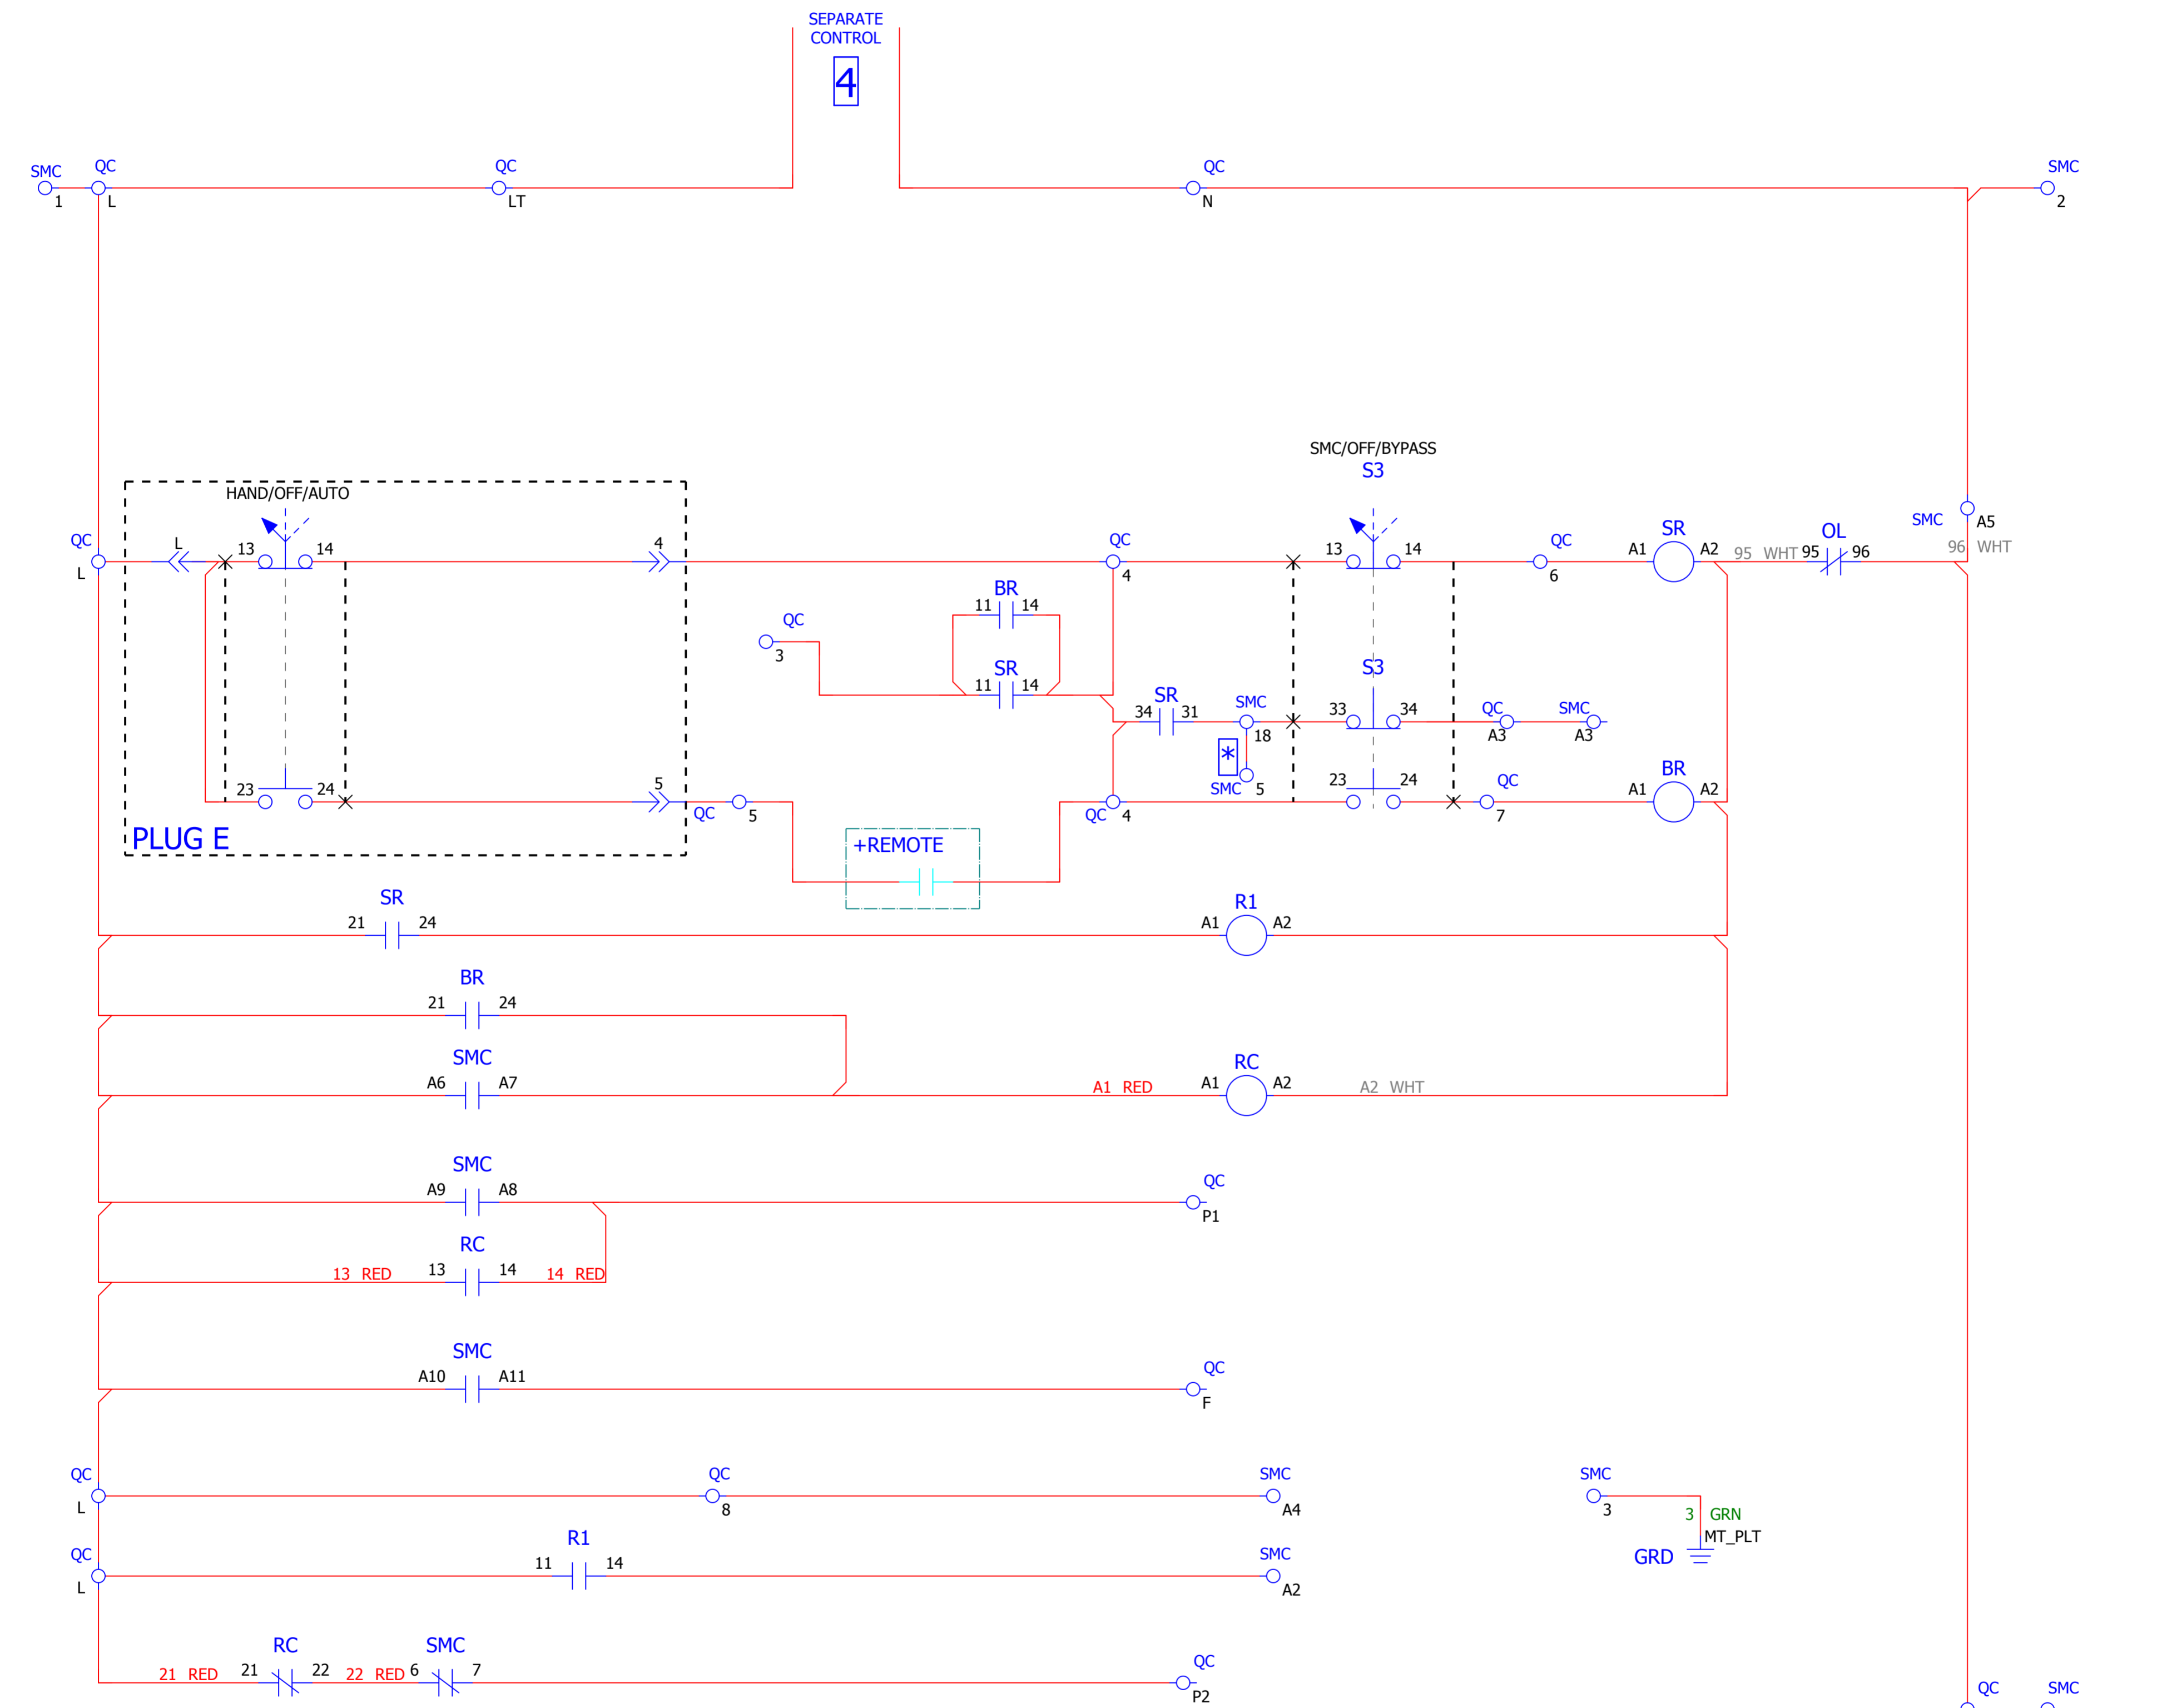 SEPARATE
CONTROL
4
SMC
1
QC
L
QC
LT
QC
N
SMC
2
SMC/OFF/BYPASS
S3
HAND/OFF/AUTO
QC
L
L
13
14
4
QC
4
13
14
QC
6
SR
A1
A2
95 WHT
OL
95
96
SMC
A5
96 WHT
BR
11
14
QC
3
SR
11
14
SR
34
31
SMC
18
*
SMC
5
S3
33
34
QC
A3
SMC
A3
23
24
5
QC
5
QC
4
23
24
QC
7
BR
A1
A2
PLUG E
+REMOTE
SR
21
24
R1
A1
A2
BR
21
24
SMC
A6
A7
A1 RED
RC
A1
A2
A2 WHT
SMC
A9
A8
QC
P1
RC
13 RED
13
14
14 RED
SMC
A10
A11
QC
F
QC
L
QC
8
SMC
A4
SMC
3
3 GRN
MT_PLT
GRD
QC
L
R1
11
14
SMC
A2
RC
21 RED
21
22
22 RED
SMC
6
7
QC
P2
QC
SMC